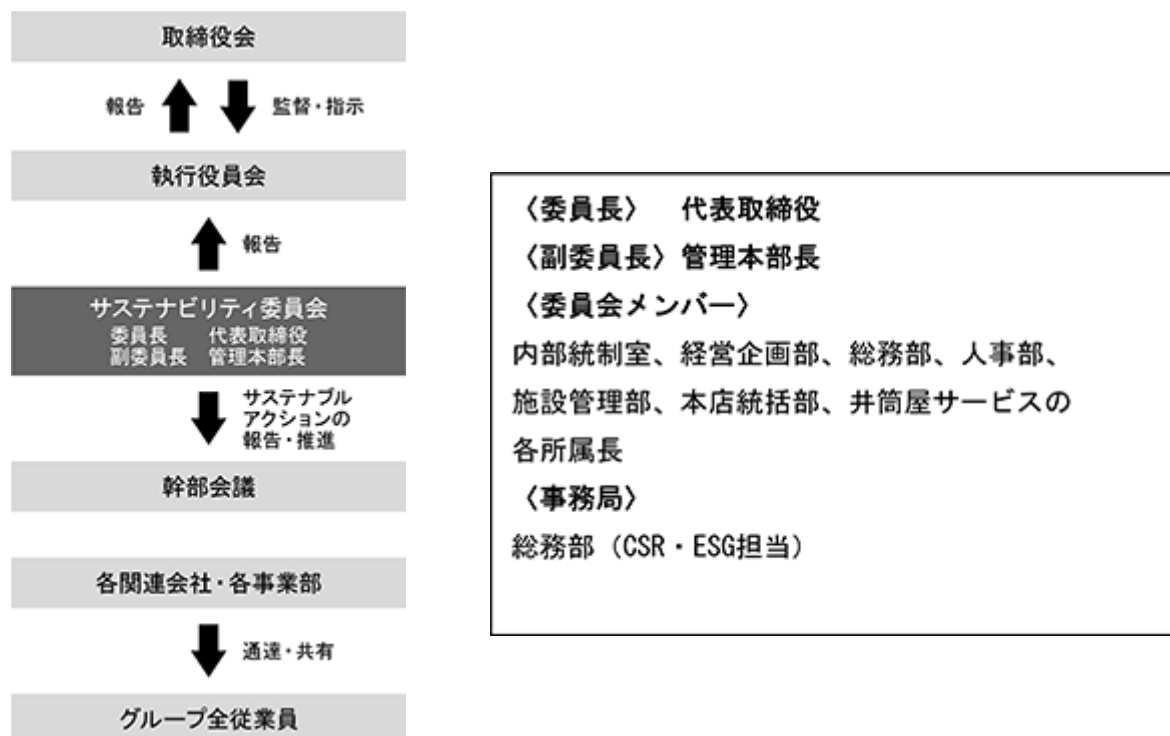 取締役会
報告
監督・指示
執行役員会
報告
サステナビリティ委員会
委員長 代表取締役
副委員長 管理本部長
サステナブル
アクションの
報告・推進
幹部会議
各関連会社・各事業部
通達・共有
グループ全従業員
〈委員長〉 代表取締役
〈副委員長〉管理本部長
〈委員会メンバー〉
内部統制室、経営企画部、総務部、人事部、
施設管理部、本店統括部、井筒屋サービスの
各所属長
〈事務局〉
総務部（CSR・ESG担当）